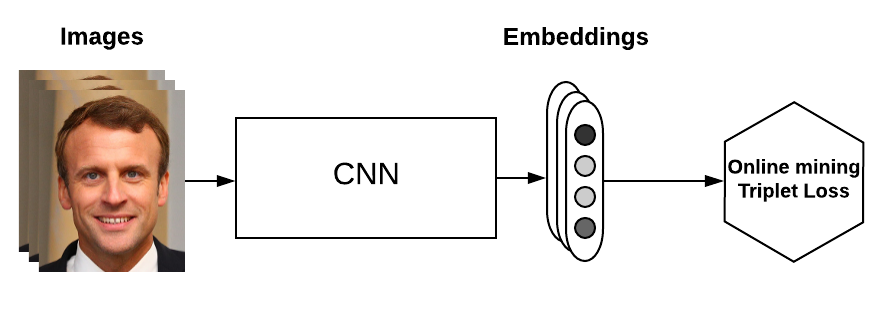 Images
Embeddings
CNN
Online mining
Triplet Loss